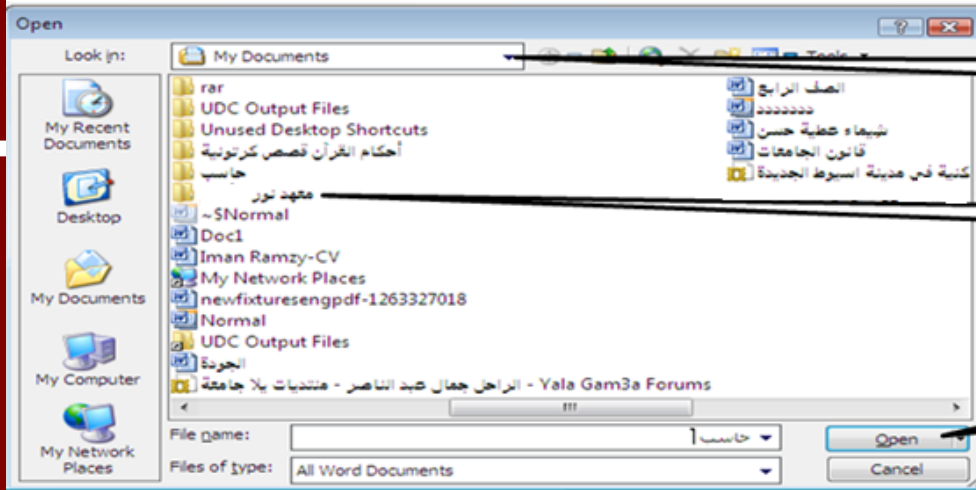 Open
Look in:
My Documents
Tools
My Recent Documents
Desktop
My Documents
My Computer
My Network Places
rar
UDC Output Files
Unused Desktop Shortcuts
أحكام القرآن قصص كرتونية
حاسب
معهد نور
~$Normal
Doc1
Iman Ramzy-CV
My Network Places
newfixturesengpdf-1263327018
Normal
UDC Output Files
الجودة
الراحل جمال عبد الناصر - منتديات يلا جامعة - Yala Gam3a Forums
الصف الرابع
ددددددد
شيماء عطية حسن
قانون الجامعات
في مدينة اسيوط الجديدة
File name:
حاسب
Open
Files of type:
All Word Documents
Cancel